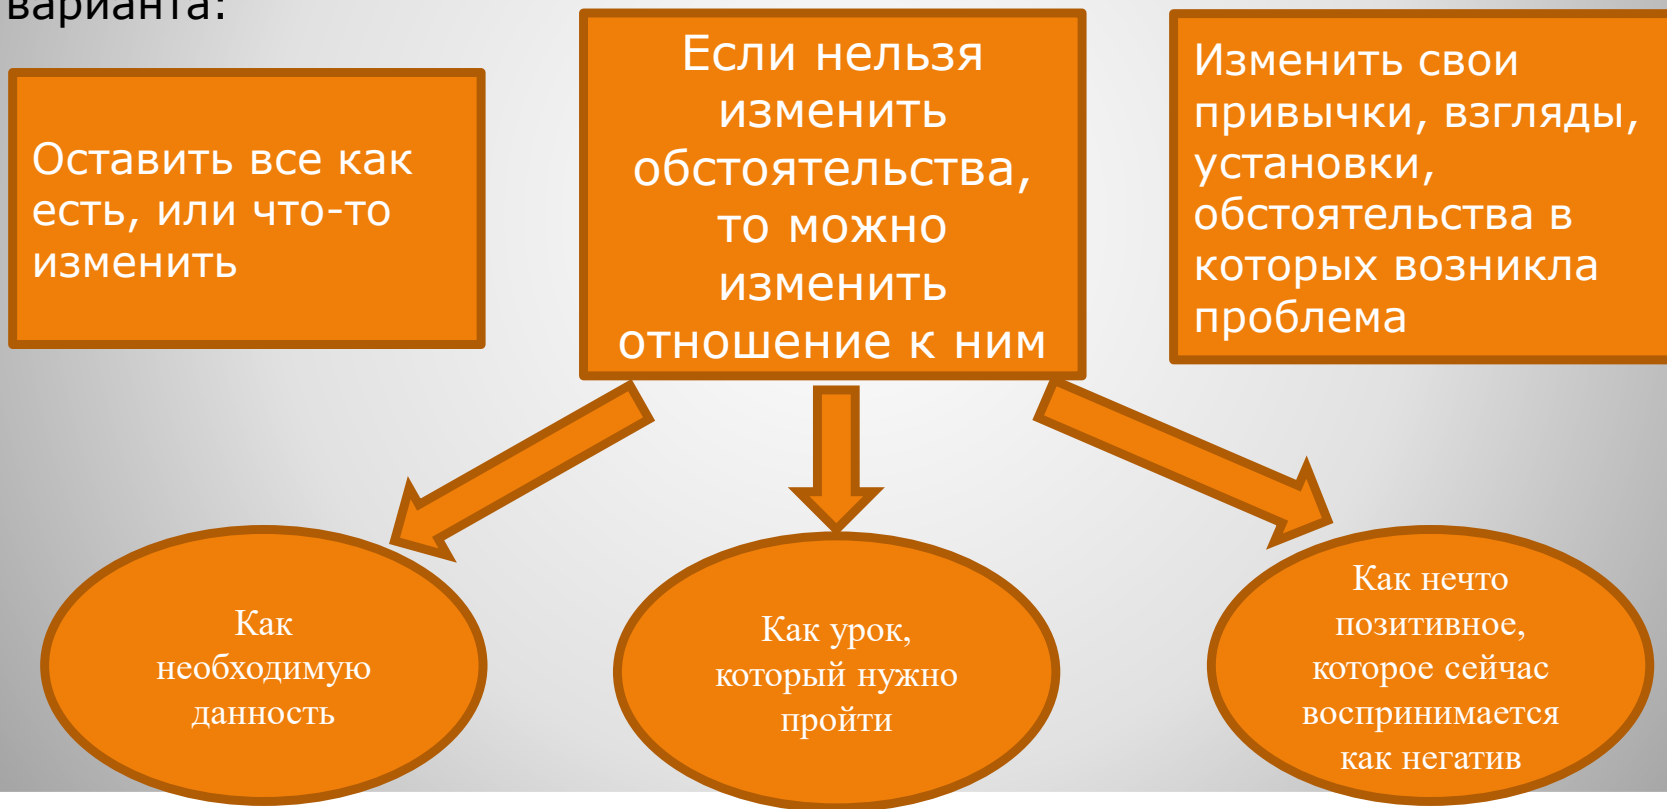 варианта:
Оставить все как
есть, или что-то
изменить
Если нельзя
изменить
обстоятельства,
то можно
изменить
отношение к ним
Изменить свои
привычки, взгляды,
установки,
обстоятельства в
которых возникла
проблема
Как
необходимую
данность
Как урок,
который нужно
пройти
Как нечто
позитивное,
которое сейчас
воспринимается
как негатив